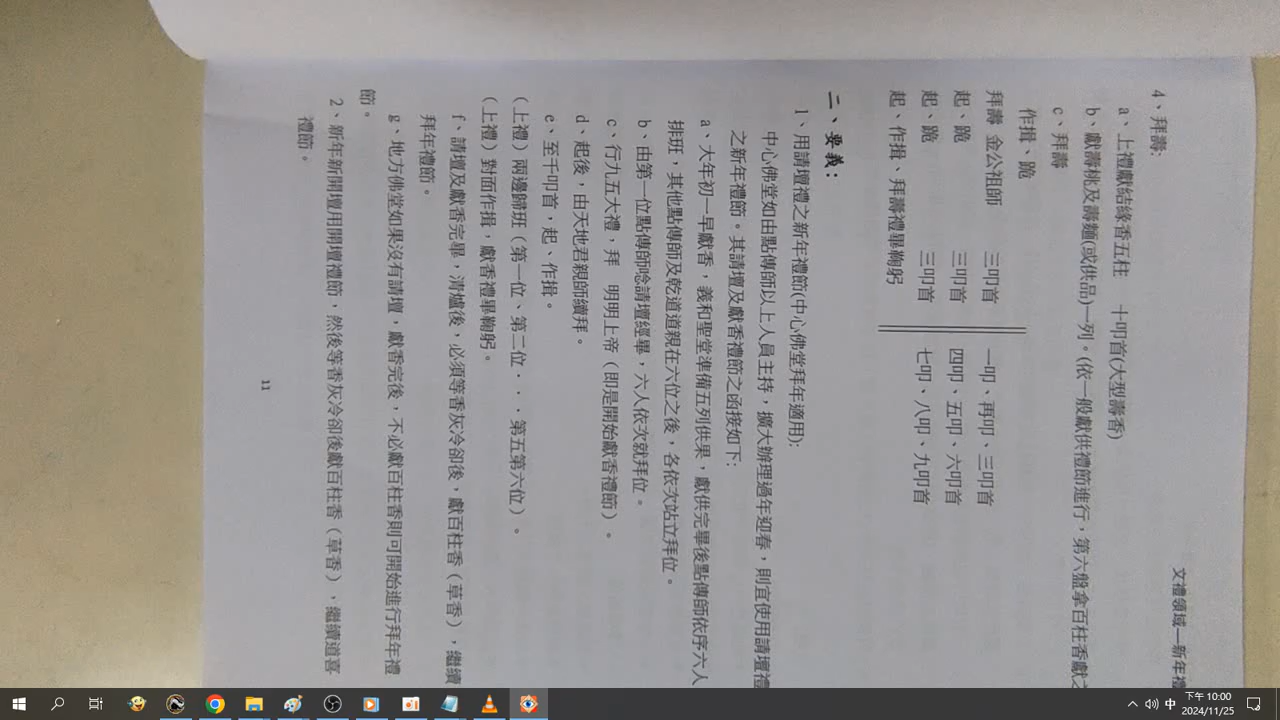 文禮領域—新年禮
4、拜壽:
a、上禮獻結緣香五柱 十叩首(大型壽香)
b、獻壽桃及壽麵(或供品)一列。(依一般獻供禮節進行，第六盤拿百柱香獻之
c、拜壽
作揖、跪
拜壽 金公祖師 三叩首 一叩、再叩、三叩首
起、跪 三叩首 四叩、五叩、六叩首
起、跪 三叩首 七叩、八叩、九叩首
起、作揖、拜壽禮畢鞠躬
二、要義：
1、用請壇禮之新年禮節(中心佛堂拜年適用):
中心佛堂如由點傳師以上人員主持，擴大辦理過年迎春，則宜使用請壇禮
之新年禮節。其請壇及獻香禮節之函接如下:
a、大年初一早獻香，義和聖堂準備五列供果，獻供完畢後點傳師依序六人
排班，其他點傳師及乾道道親在六位之後，各依次站立拜位。
b、由第一位點傳師唸請壇經畢，六人依次就拜位。
c、行九五大禮，拜 明明上帝（即是開始獻香禮節）。
d、起後，由天地君親師續拜。
e、至千叩首，起、作揖。
（上禮）兩邊歸班（第一位、第二位．．．第五第六位）。
（上禮）對面作揖，獻香禮畢鞠躬。
f、請壇及獻香完畢，清爐後，必須等香灰冷卻後，獻百柱香（草香），繼續
拜年禮節。
g、地方佛堂如果沒有請壇，獻香完後，不必獻百柱香則可開始進行拜年禮
節。
2、新年新開壇用開壇禮節，然後等香灰冷卻後獻百柱香（草香），繼續道喜
禮節。
11
下午 10:00
2024/11/25
中